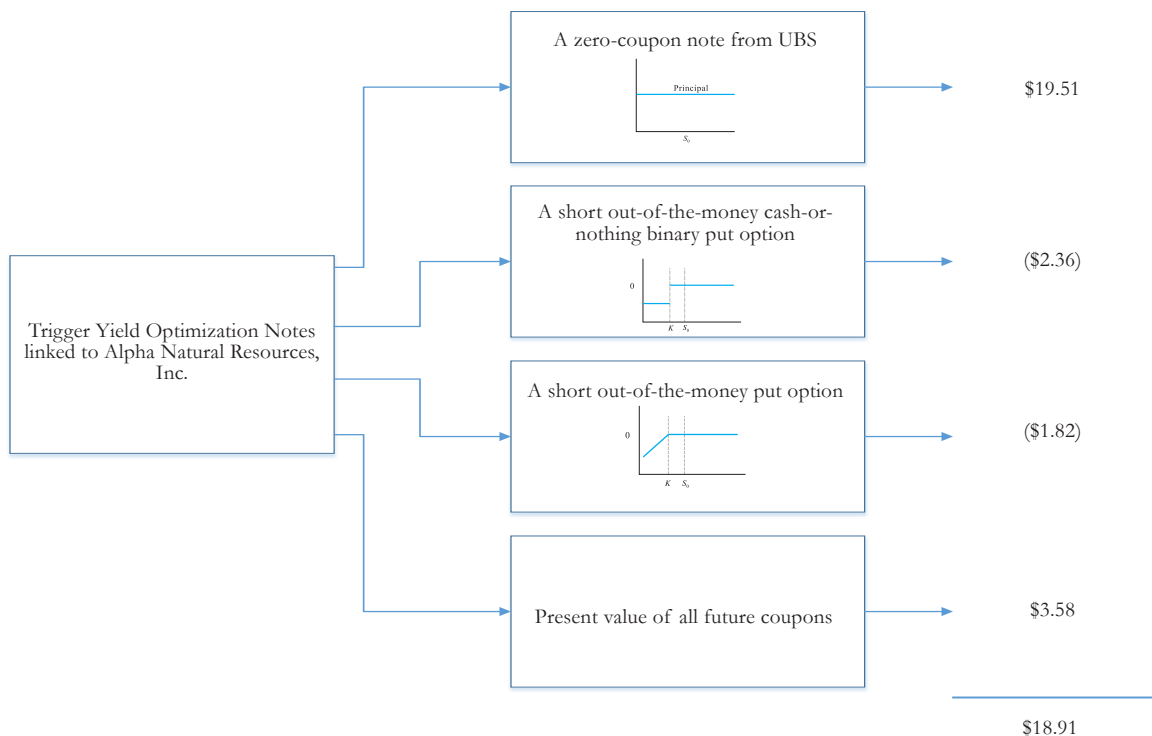 A zero-coupon note from UBS
Principal
S₀
$19.51
A short out-of-the-money cash-or-
nothing binary put option
0
K S₀
($2.36)
Trigger Yield Optimization Notes
linked to Alpha Natural Resources,
Inc.
A short out-of-the-money put option
0
K S₀
($1.82)
Present value of all future coupons
$3.58
$18.91